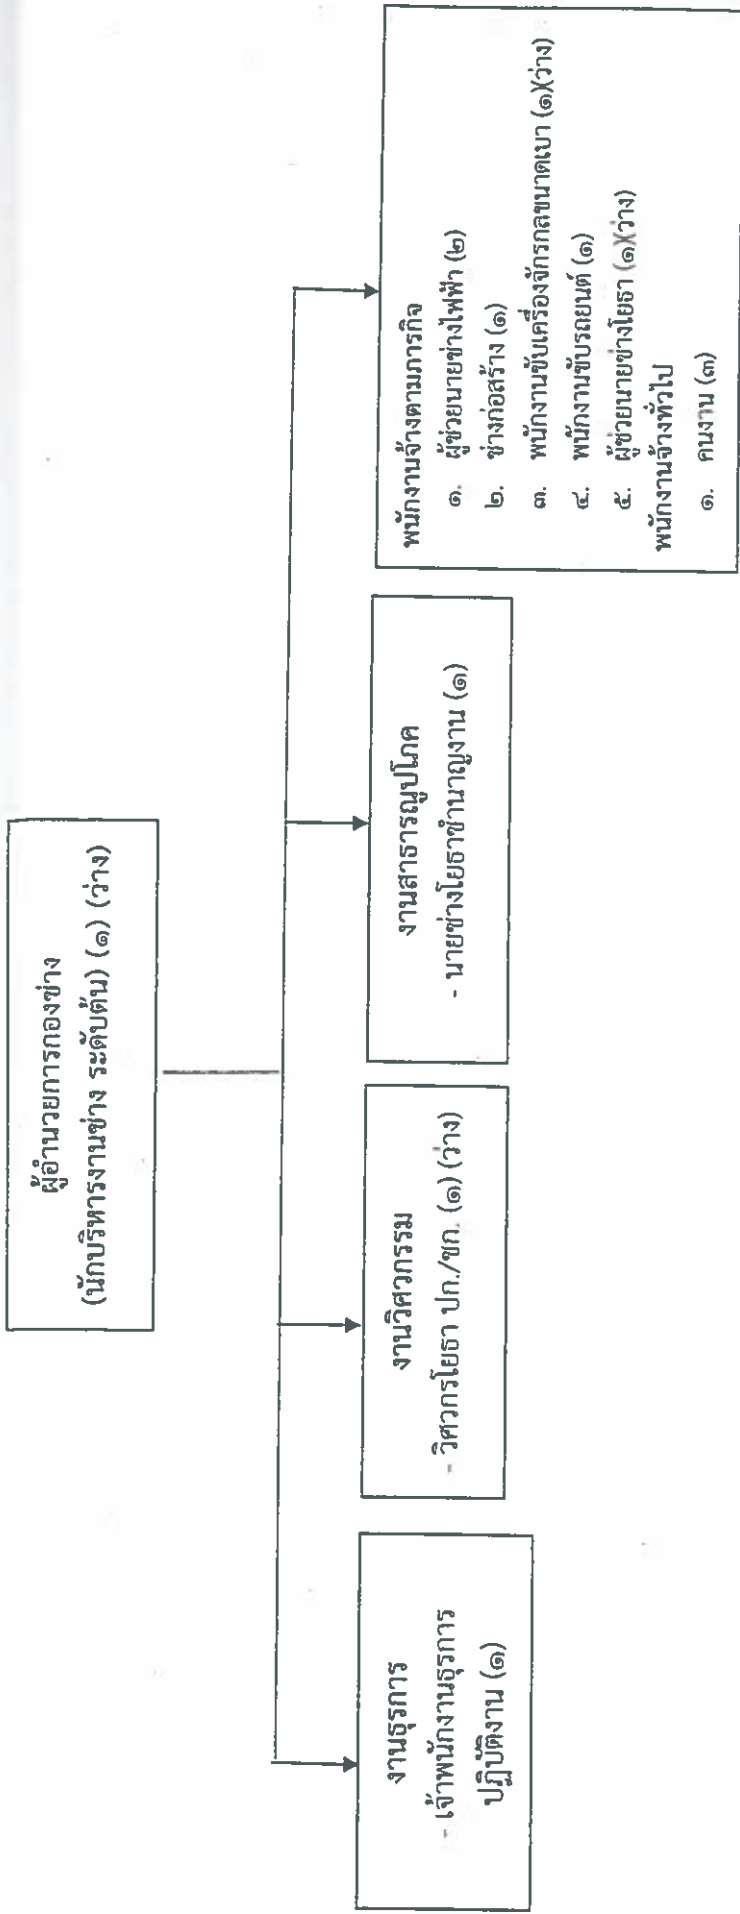 ผู้อำนวยการกองช่าง
(นักบริหารงานช่าง ระดับต้น) (๑) (ว่าง)
งานธุรการ
- เจ้าพนักงานธุรการ
ปฏิบัติงาน (๑)
งานวิศวกรรม
- วิศวกรโยธา ปก./ชก. (๑) (ว่าง)
งานสาธารณูปโภค
- นายช่างโยธาชำนาญงาน (๑)
พนักงานจ้างตามภารกิจ
๑. ผู้ช่วยนายช่างไฟฟ้า (๒)
๒. ช่างก่อสร้าง (๑)
๓. พนักงานขับเครื่องจักรกลขนาดเบา (๑)(ว่าง)
๔. พนักงานขับรถยนต์ (๑)
๕. ผู้ช่วยนายช่างโยธา (๑)(ว่าง)
พนักงานจ้างทั่วไป
๑. คนงาน (๓)